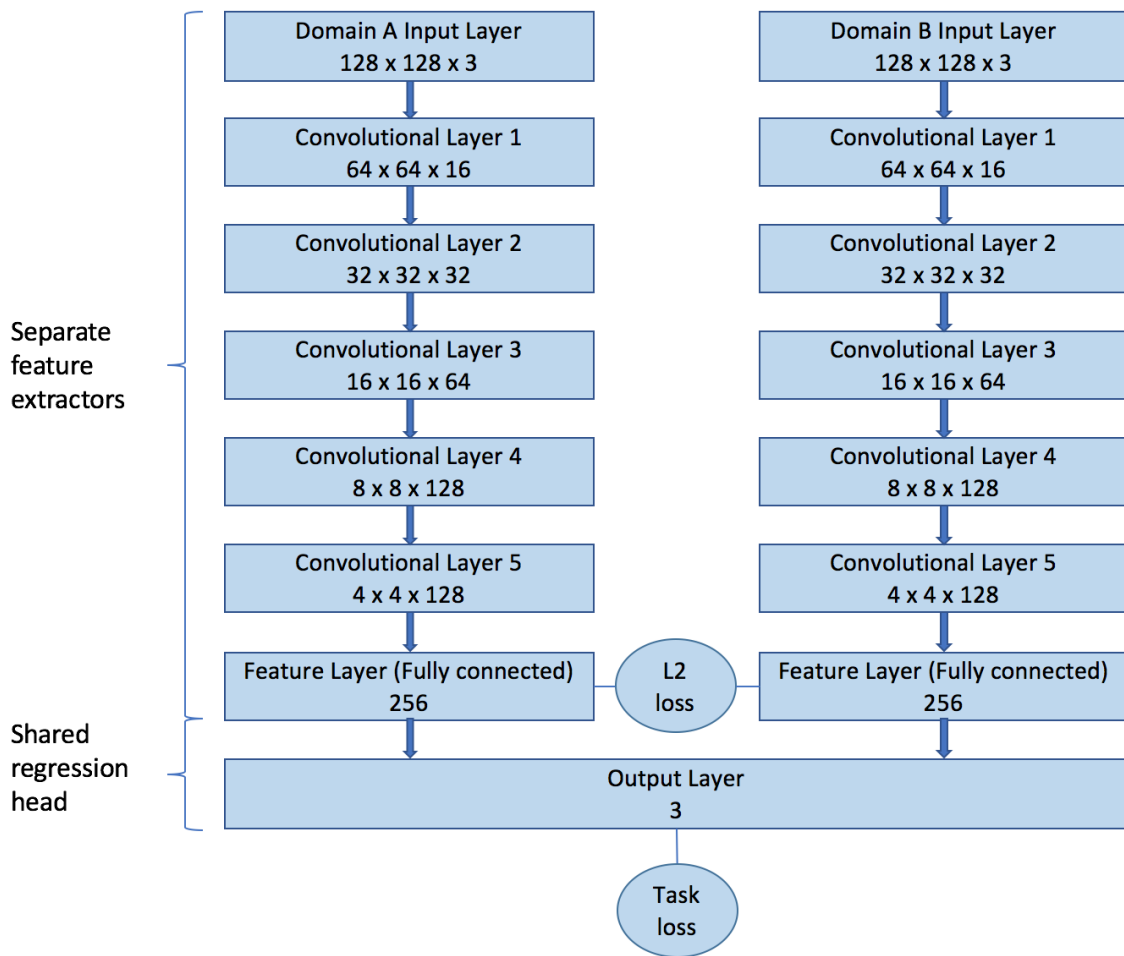 Domain A Input Layer
128 x 128 x 3
Convolutional Layer 1
64 x 64 x 16
Convolutional Layer 2
32 x 32 x 32
Convolutional Layer 3
16 x 16 x 64
Convolutional Layer 4
8 x 8 x 128
Convolutional Layer 5
4 x 4 x 128
Feature Layer (Fully connected)
256
Domain B Input Layer
128 x 128 x 3
Convolutional Layer 1
64 x 64 x 16
Convolutional Layer 2
32 x 32 x 32
Convolutional Layer 3
16 x 16 x 64
Convolutional Layer 4
8 x 8 x 128
Convolutional Layer 5
4 x 4 x 128
Feature Layer (Fully connected)
256
L2
loss
Output Layer
3
Task
loss
Separate
feature
extractors
Shared
regression
head